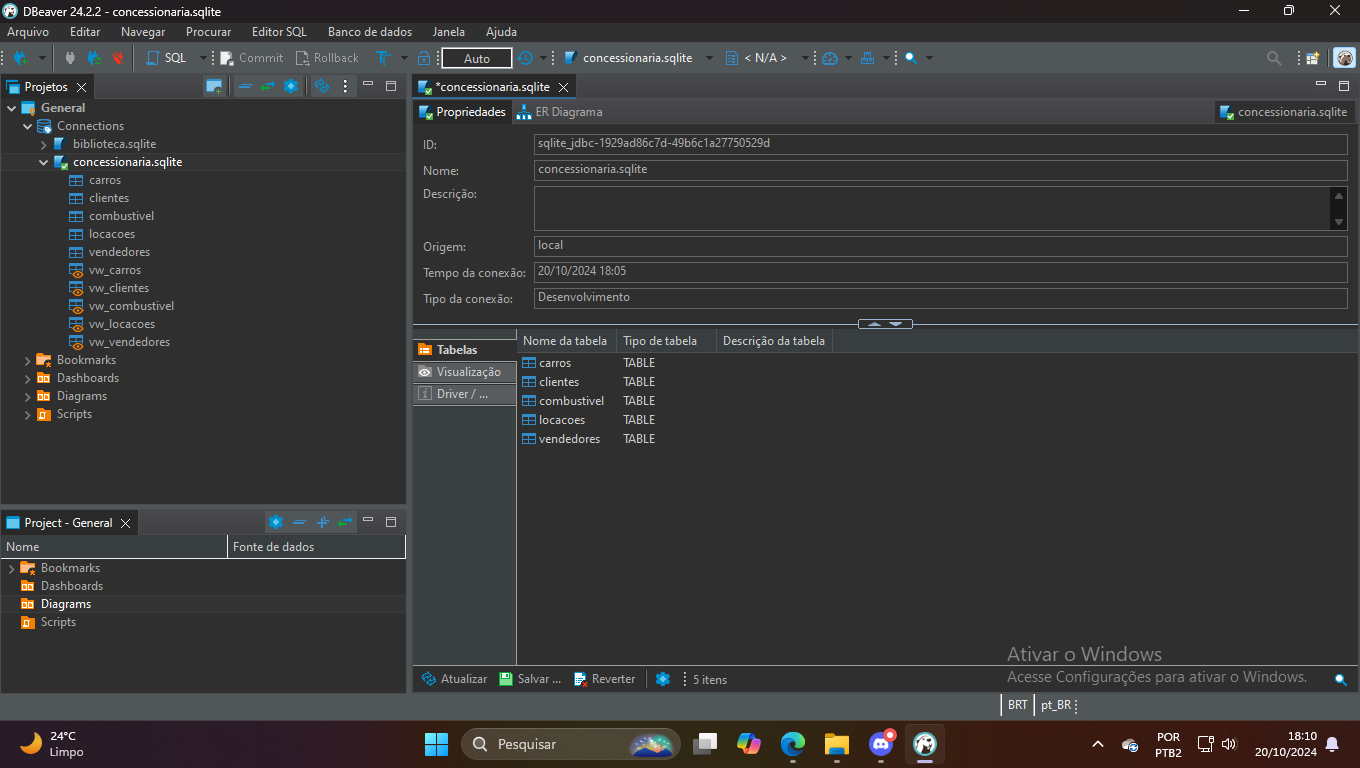 DBeaver 24.2.2 - concessionaria.sqlite
Arquivo Editar Navegar Procurar Editor SQL Banco de dados Janela Ajuda
SQL Commit Rollback Auto concessionaria.sqlite < N/A >
Projetos
General
Connections
biblioteca.sqlite
concessionaria.sqlite
carros
clientes
combustivel
locacoes
vendedores
vw_carros
vw_clientes
vw_combustivel
vw_locacoes
vw_vendedores
Bookmarks
Dashboards
Diagrams
Scripts
Project - General
Nome Fonte de dados
Bookmarks
Dashboards
Diagrams
Scripts
*concessionaria.sqlite
Propriedades ER Diagrama concessionaria.sqlite
ID: sqlite_jdbc-1929ad86c7d-49b6c1a27750529d
Nome: concessionaria.sqlite
Descrição:
Origem: local
Tempo da conexão: 20/10/2024 18:05
Tipo da conexão: Desenvolvimento
Tabelas
Visualização
Driver / ...
Nome da tabela Tipo de tabela Descrição da tabela
carros TABLE
clientes TABLE
combustivel TABLE
locacoes TABLE
vendedores TABLE
Ativar o Windows
Acesse Configurações para ativar o Windows.
Atualizar Salvar ... Reverter 5 itens
BRT pt_BR
24°C
Limpo
Pesquisar
POR
PTB2
18:10
20/10/2024